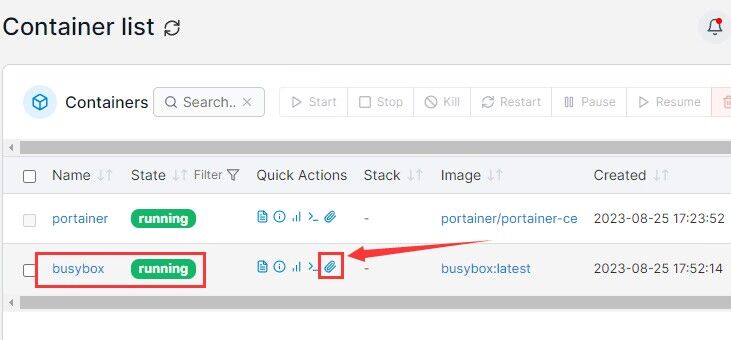 Container list
Containers Search.. Start Stop Kill Restart Pause Resume
Name State Filter Quick Actions Stack Image Created
portainer running - portainer/portainer-ce 2023-08-25 17:23:52
busybox running - busybox:latest 2023-08-25 17:52:14